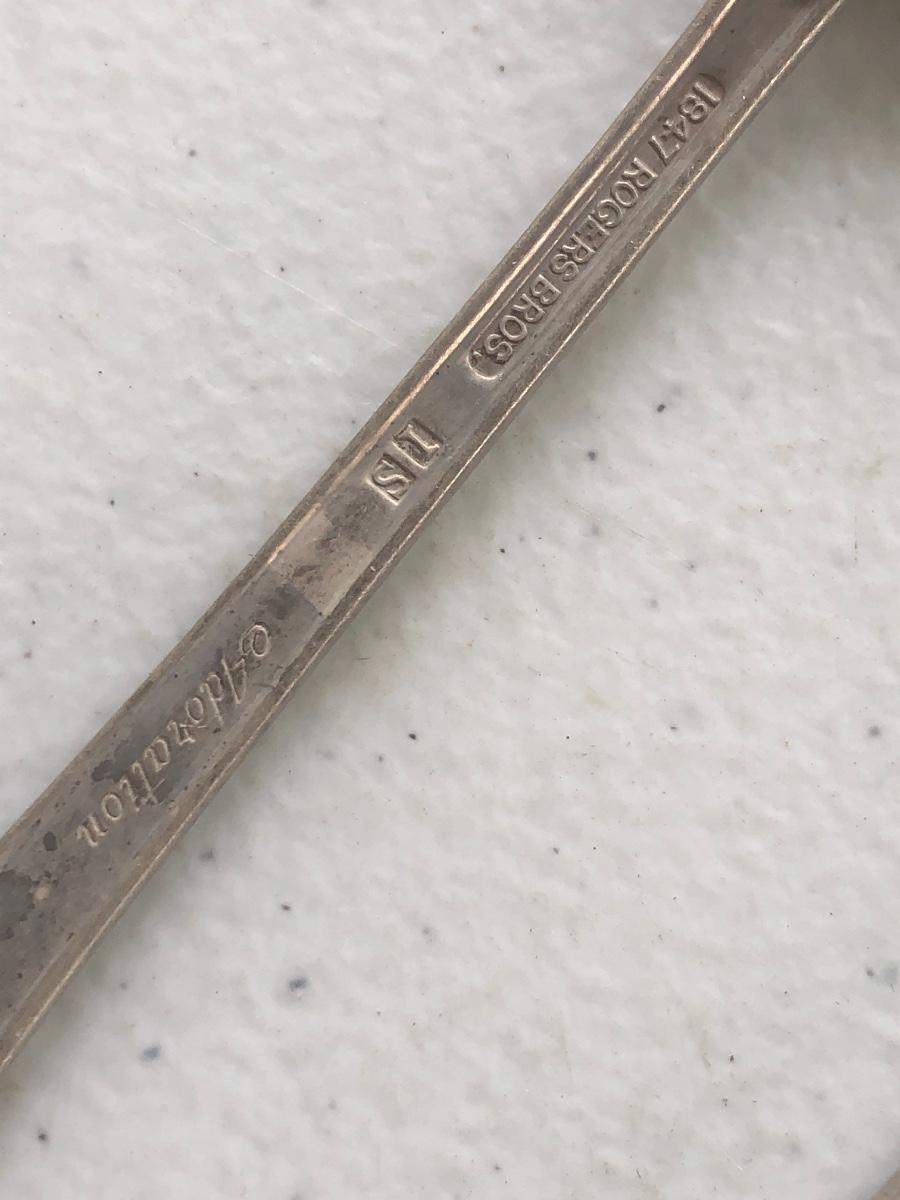 1847 ROGERS BROS.
IS
Adoration